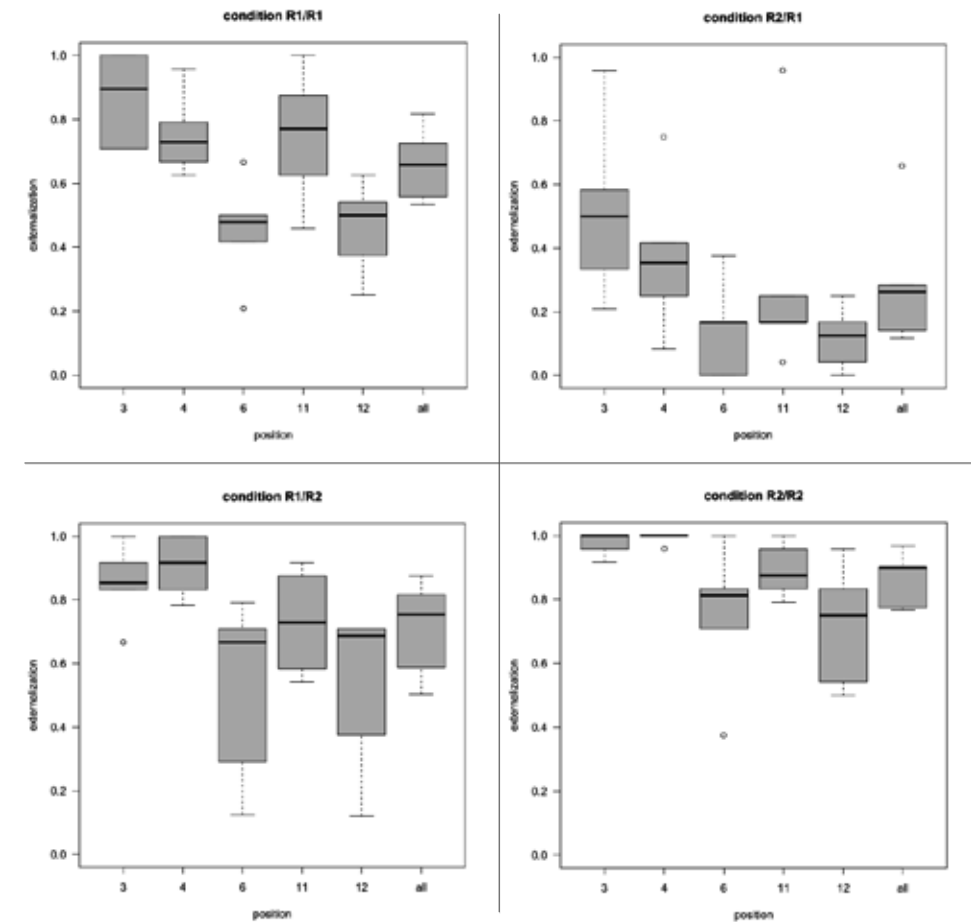 condition R1/R1
externalization
1.0
0.8
0.6
0.4
0.2
0.0
3 4 6 11 12 all
position
condition R2/R1
externalization
1.0
0.8
0.6
0.4
0.2
0.0
3 4 6 11 12 all
position
condition R1/R2
externalization
1.0
0.8
0.6
0.4
0.2
0.0
3 4 6 11 12 all
position
condition R2/R2
externalization
1.0
0.8
0.6
0.4
0.2
0.0
3 4 6 11 12 all
position